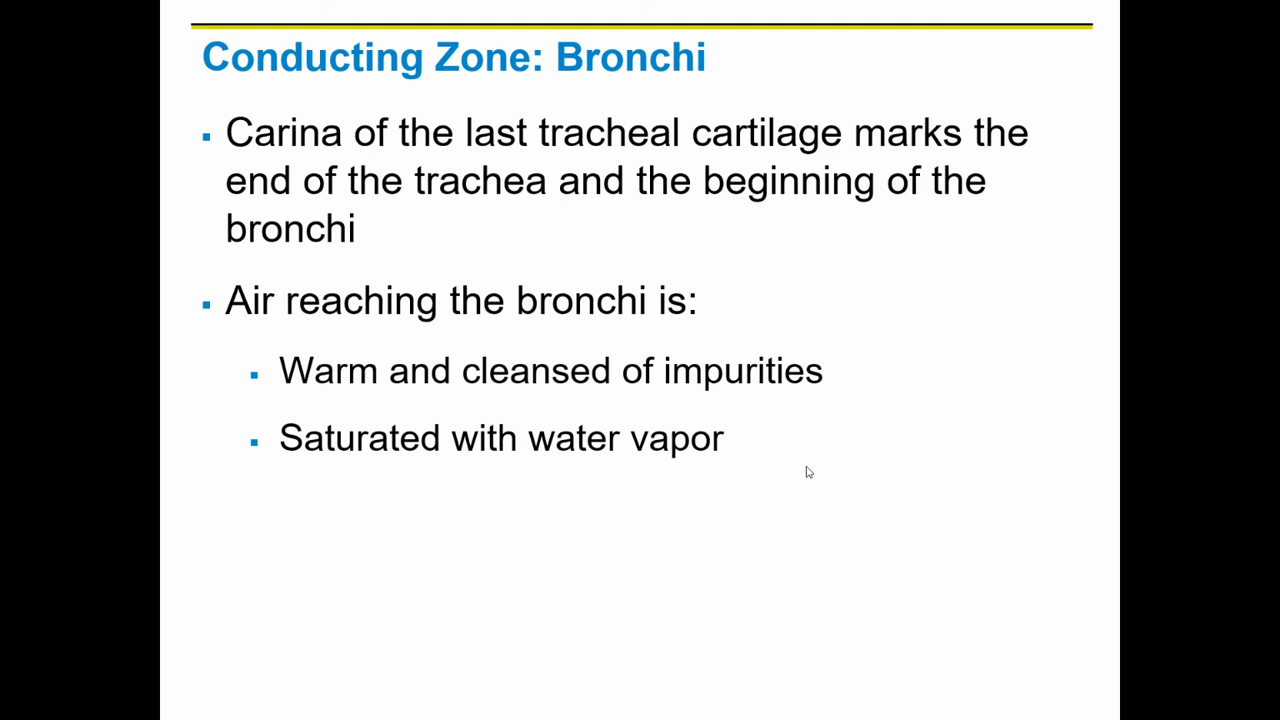 Conducting Zone: Bronchi
▪ Carina of the last tracheal cartilage marks the
end of the trachea and the beginning of the
bronchi
▪ Air reaching the bronchi is:
▪ Warm and cleansed of impurities
▪ Saturated with water vapor